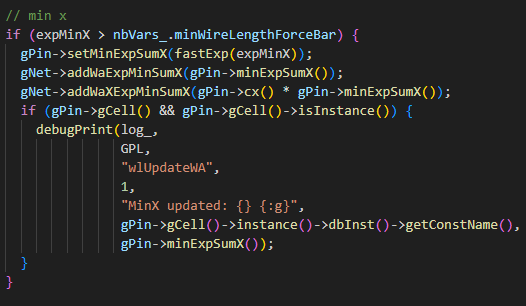 // min x
if (expMinX > nbVars_.minWireLengthForceBar) {
  gPin->setMinExpSumX(fastExp(expMinX));
  gNet->addWaExpMinSumX(gPin->minExpSumX());
  gNet->addWaXExpMinSumX(gPin->cx() * gPin->minExpSumX());
  if (gPin->gCell() && gPin->gCell()->isInstance()) {
    debugPrint(log_,
               GPL,
               "wlUpdateWA",
               1,
               "MinX updated: {} {:g}",
               gPin->gCell()->instance()->dbInst()->getConstName(),
               gPin->minExpSumX());
  }
}